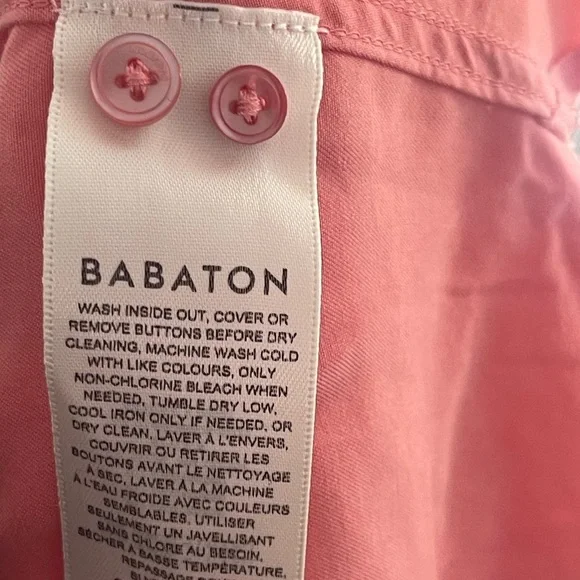 BABATON
WASH INSIDE OUT, COVER OR
REMOVE BUTTONS BEFORE DRY
CLEANING, MACHINE WASH COLD
WITH LIKE COLOURS, ONLY
NON-CHLORINE BLEACH WHEN
NEEDED, TUMBLE DRY LOW,
COOL IRON ONLY IF NEEDED, OR
DRY CLEAN. LAVER À L'ENVERS,
COUVRIR OU RETIRER LES
BOUTONS AVANT LE NETTOYAGE
À SEC, LAVER À LA MACHINE
À L'EAU FROIDE AVEC COULEURS
SEMBLABLES, UTILISER
SEULEMENT UN JAVELLISANT
SANS CHLORE AU BESOIN,
SÉCHER À BASSE TEMPÉRATURE,
REPASSAGE